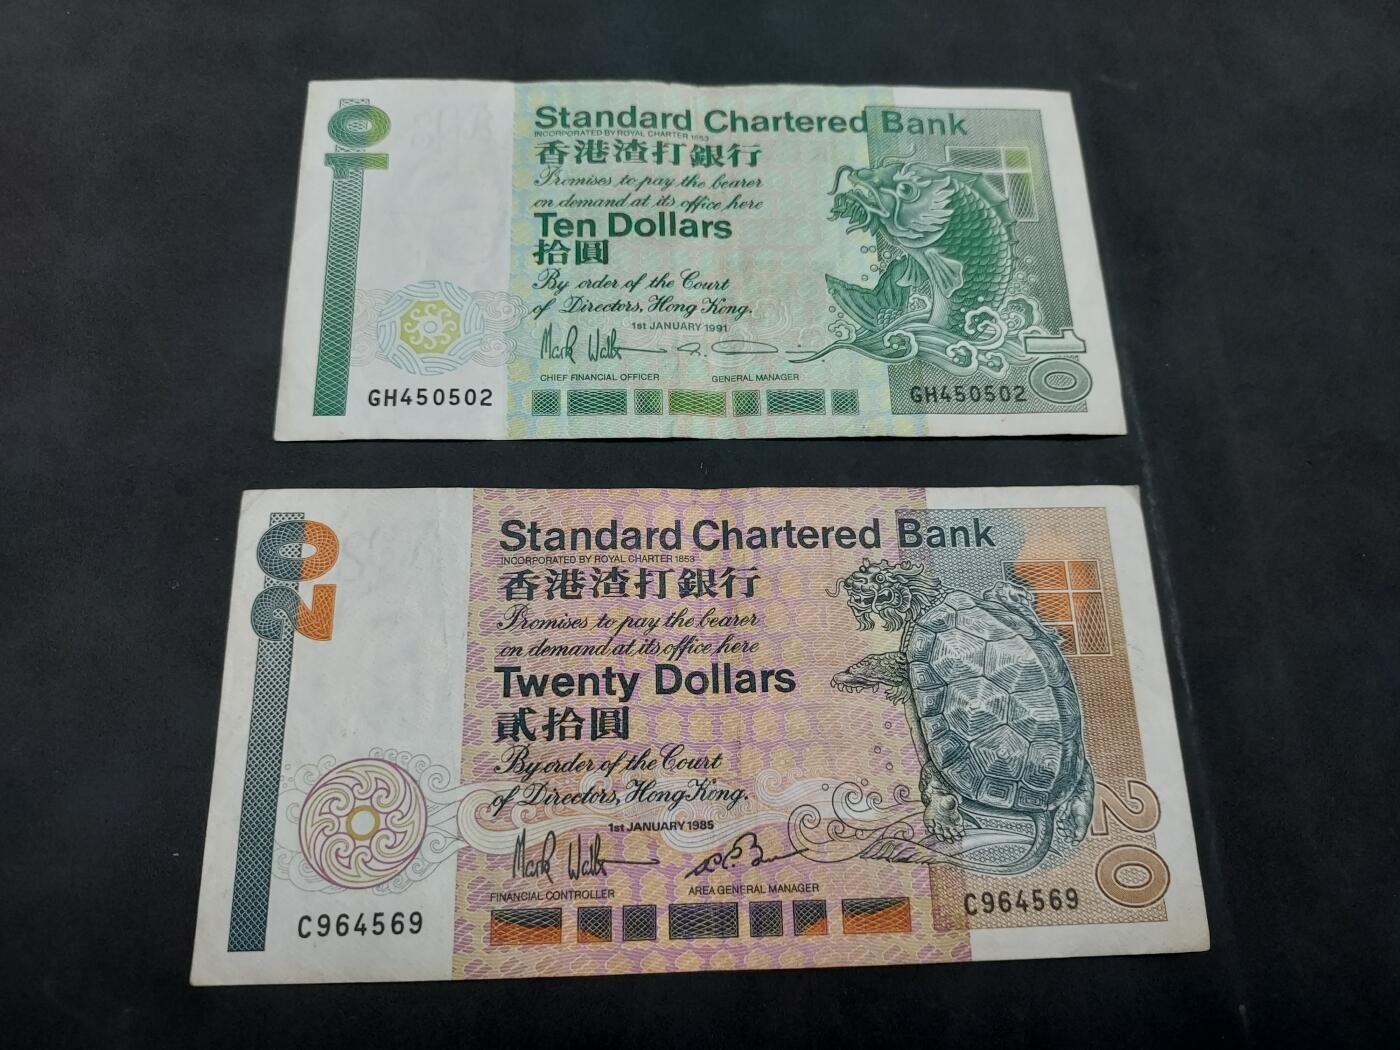 10
Standard Chartered Bank
INCORPORATED BY ROYAL CHARTER 1853
香港渣打銀行
Promises to pay the bearer
on demand at its office here
Ten Dollars
拾圓
By order of the Court
of Directors, Hong Kong.
1st JANUARY 1991
Mark Walls
CHIEF FINANCIAL OFFICER GENERAL MANAGER
GH450502 GH450502
10
20
Standard Chartered Bank
INCORPORATED BY ROYAL CHARTER 1853
香港渣打銀行
Promises to pay the bearer
on demand at its office here
Twenty Dollars
貳拾圓
By order of the Court
of Directors, Hong Kong.
1st JANUARY 1985
FINANCIAL CONTROLLER AREA GENERAL MANAGER
C964569 C964569
20